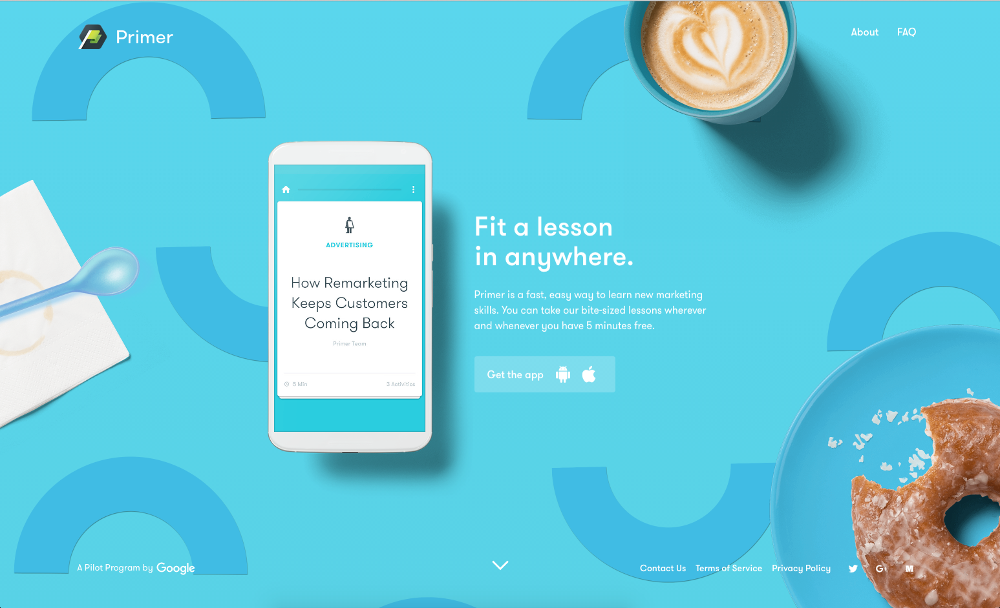 Primer
About
FAQ
ADVERTISING
How Remarketing
Keeps Customers
Coming Back
Primer Team
5 Min
3 Activities
Fit a lesson
in anywhere.
Primer is a fast, easy way to learn new marketing
skills. You can take our bite-sized lessons wherever
and whenever you have 5 minutes free.
Get the app
A Pilot Program by Google
Contact Us
Terms of Service
Privacy Policy
G+
M